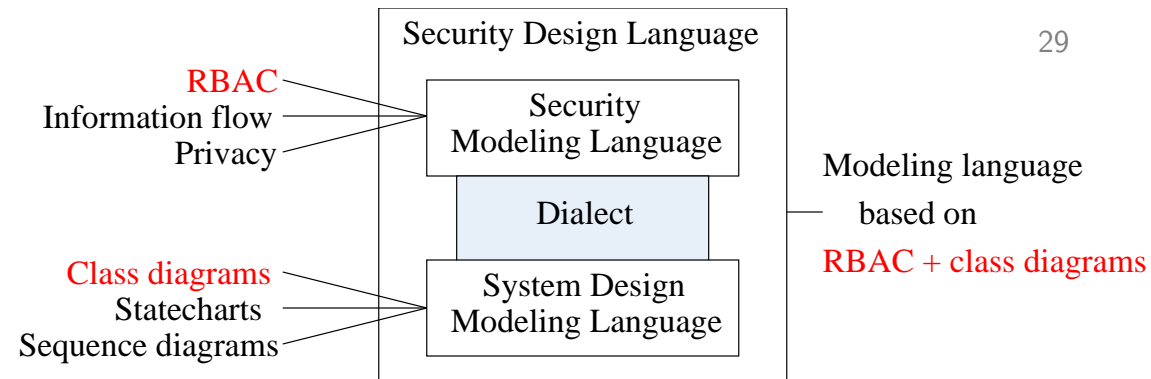 Security Design Language
29
RBAC
Information flow
Privacy
Security
Modeling Language
Dialect
Modeling language
based on
RBAC + class diagrams
Class diagrams
Statecharts
Sequence diagrams
System Design
Modeling Language